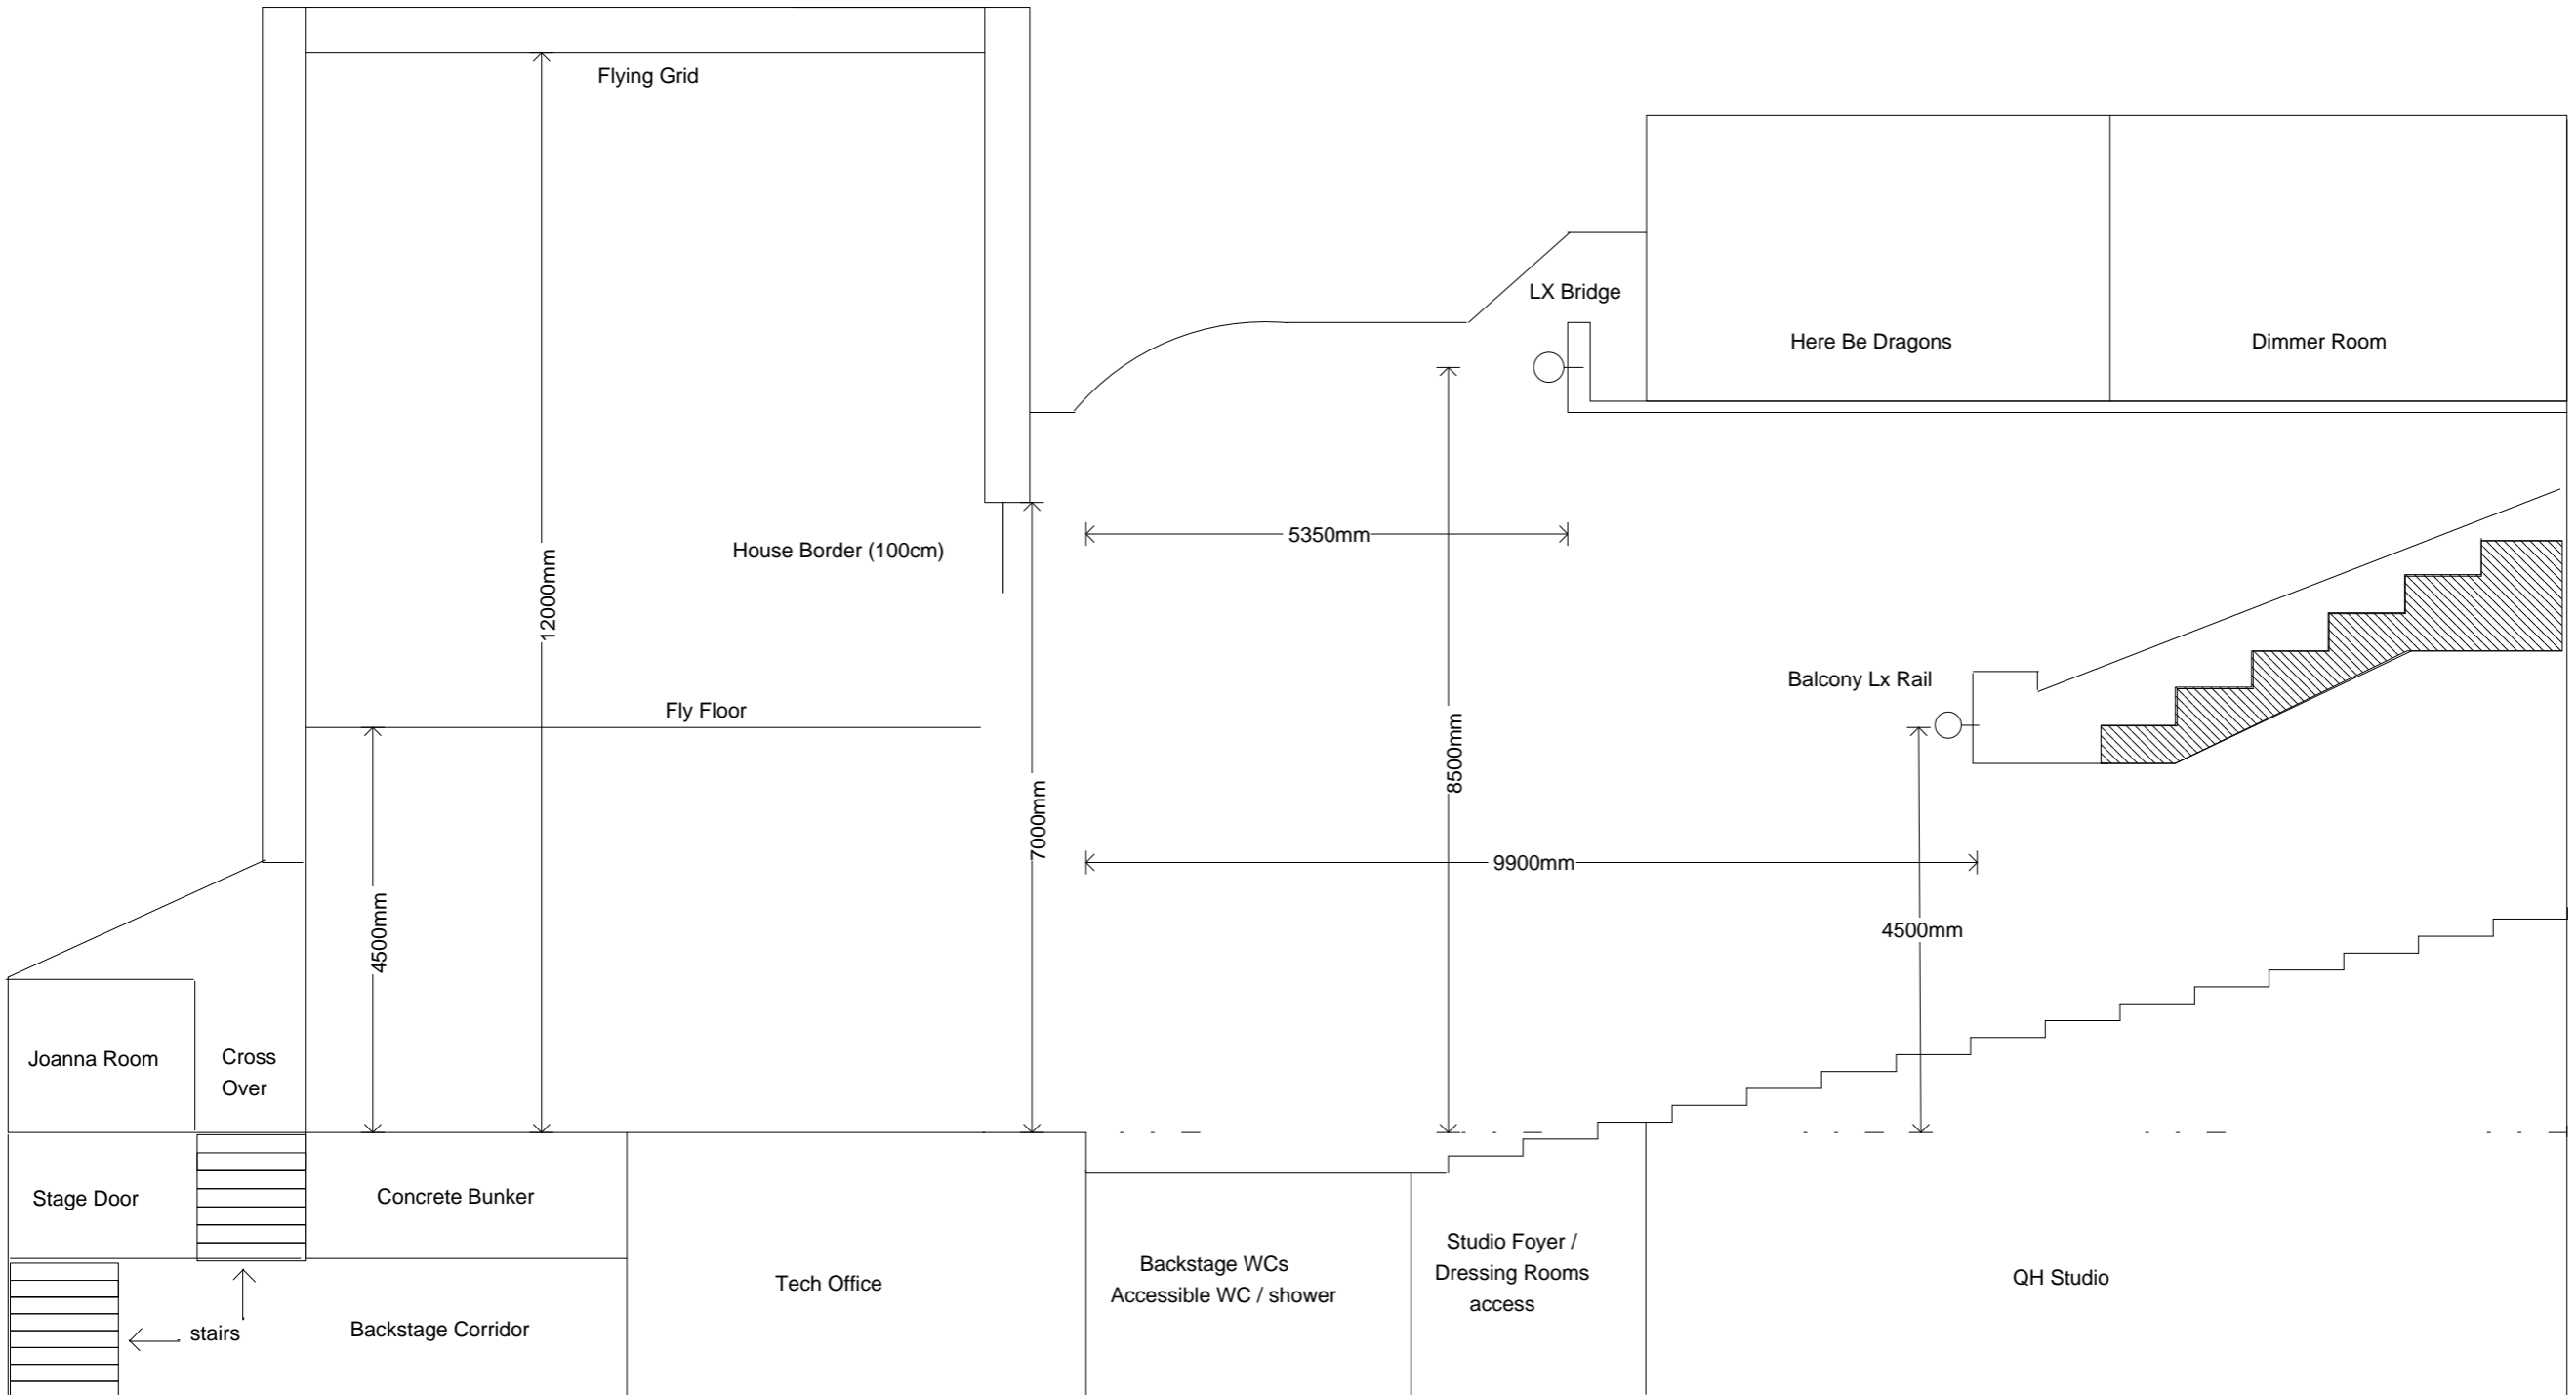 Flying Grid
LX Bridge
Here Be Dragons
Dimmer Room
5350mm
House Border (100cm)
12000mm
Balcony Lx Rail
Fly Floor
8500mm
7000mm
9900mm
4500mm
4500mm
Joanna Room
Cross
Over
Stage Door
Concrete Bunker
Tech Office
Backstage WCs
Accessible WC / shower
Studio Foyer /
Dressing Rooms
access
QH Studio
stairs
Backstage Corridor